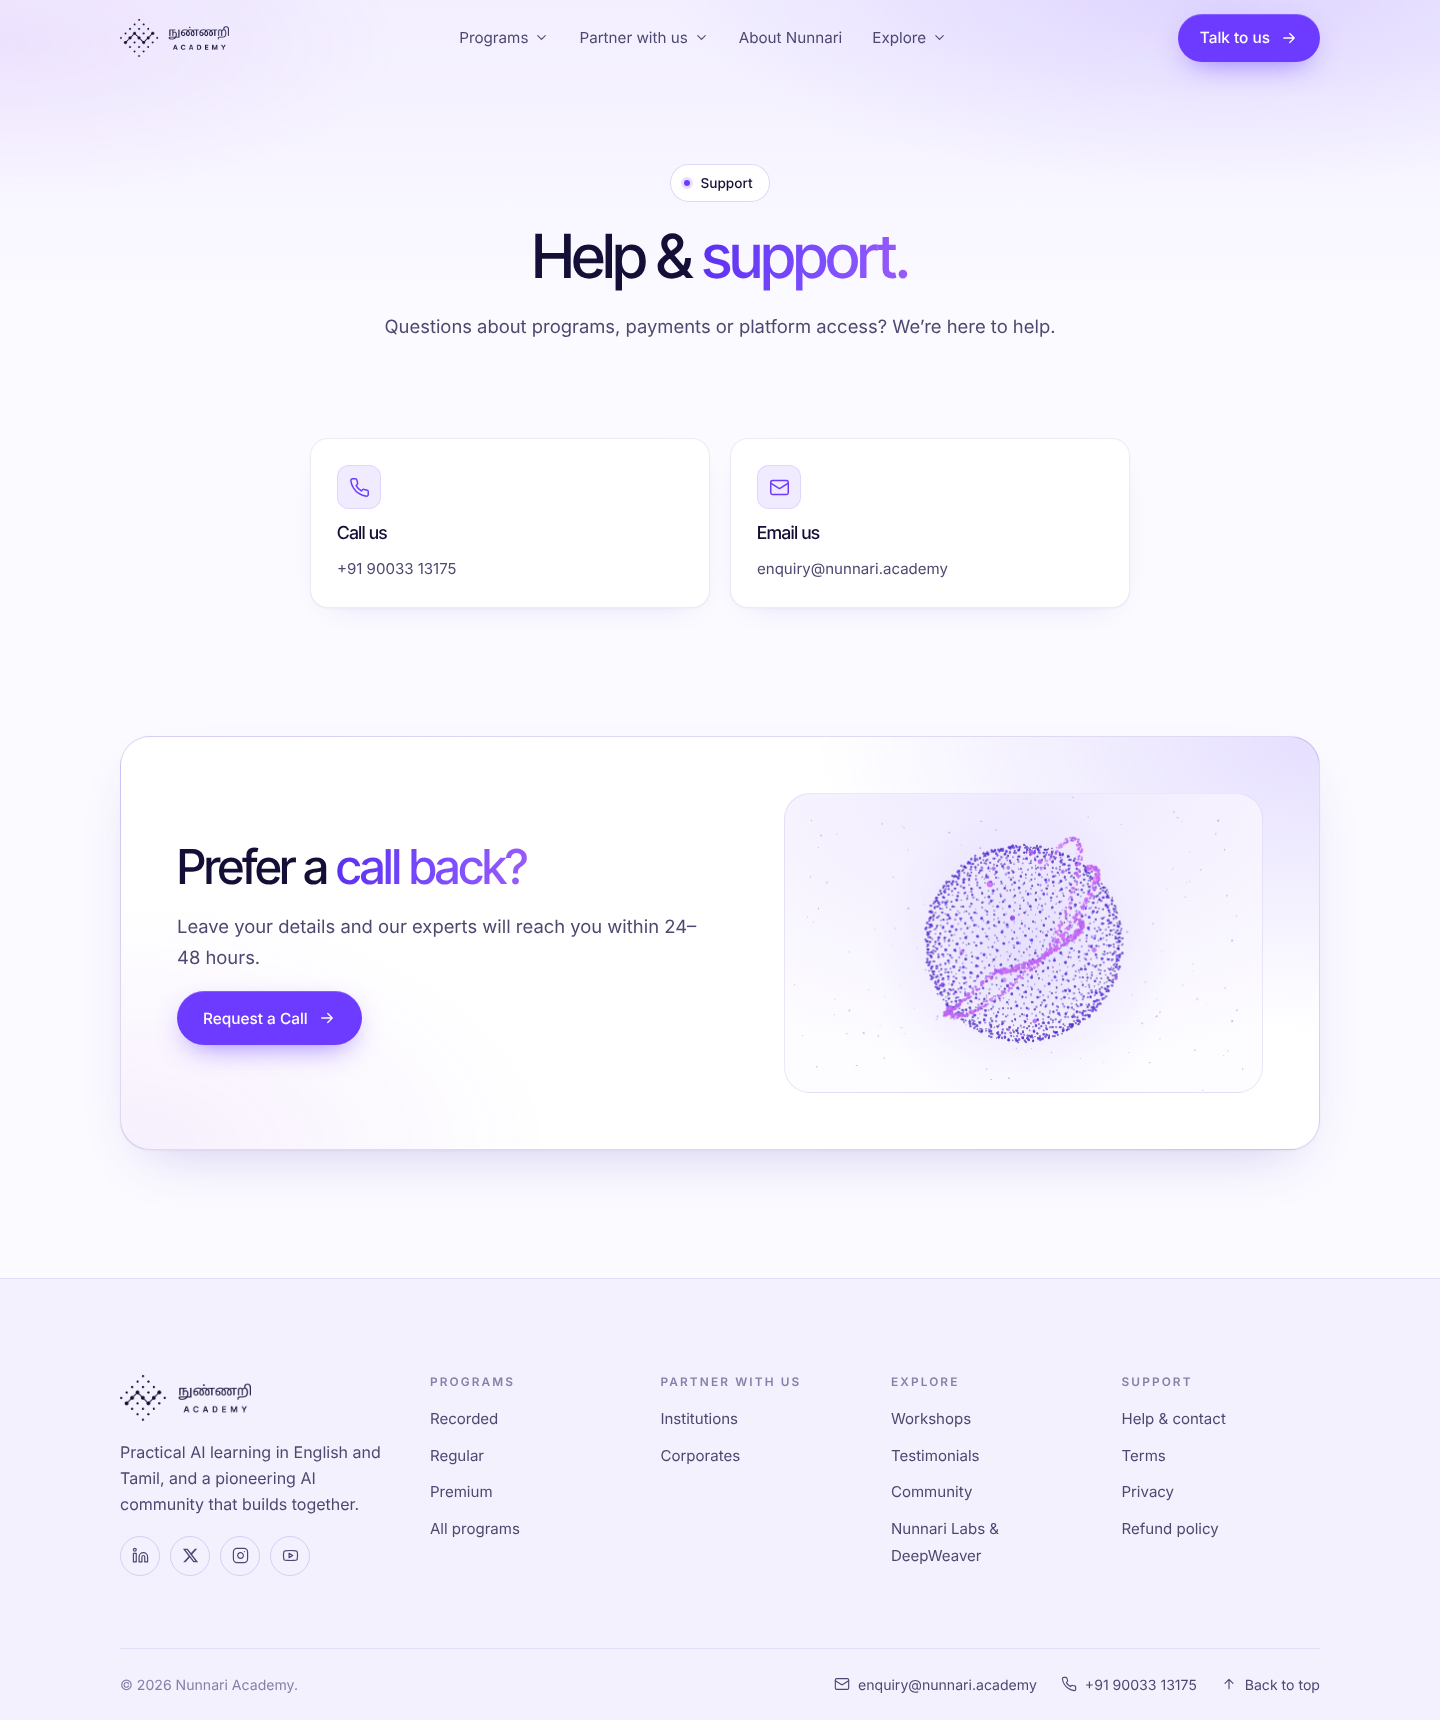 நுண்ணறி
ACADEMY
Programs
Partner with us
About Nunnari
Explore
Talk to us
Support
Help & support.
Questions about programs, payments or platform access? We’re here to help.
Call us
+91 90033 13175
Email us
enquiry@nunnari.academy
Prefer a call back?
Leave your details and our experts will reach you within 24–
48 hours.
Request a Call
நுண்ணறி
ACADEMY
Practical AI learning in English and
Tamil, and a pioneering AI
community that builds together.
PROGRAMS
Recorded
Regular
Premium
All programs
PARTNER WITH US
Institutions
Corporates
EXPLORE
Workshops
Testimonials
Community
Nunnari Labs &
DeepWeaver
SUPPORT
Help & contact
Terms
Privacy
Refund policy
© 2026 Nunnari Academy.
enquiry@nunnari.academy
+91 90033 13175
Back to top